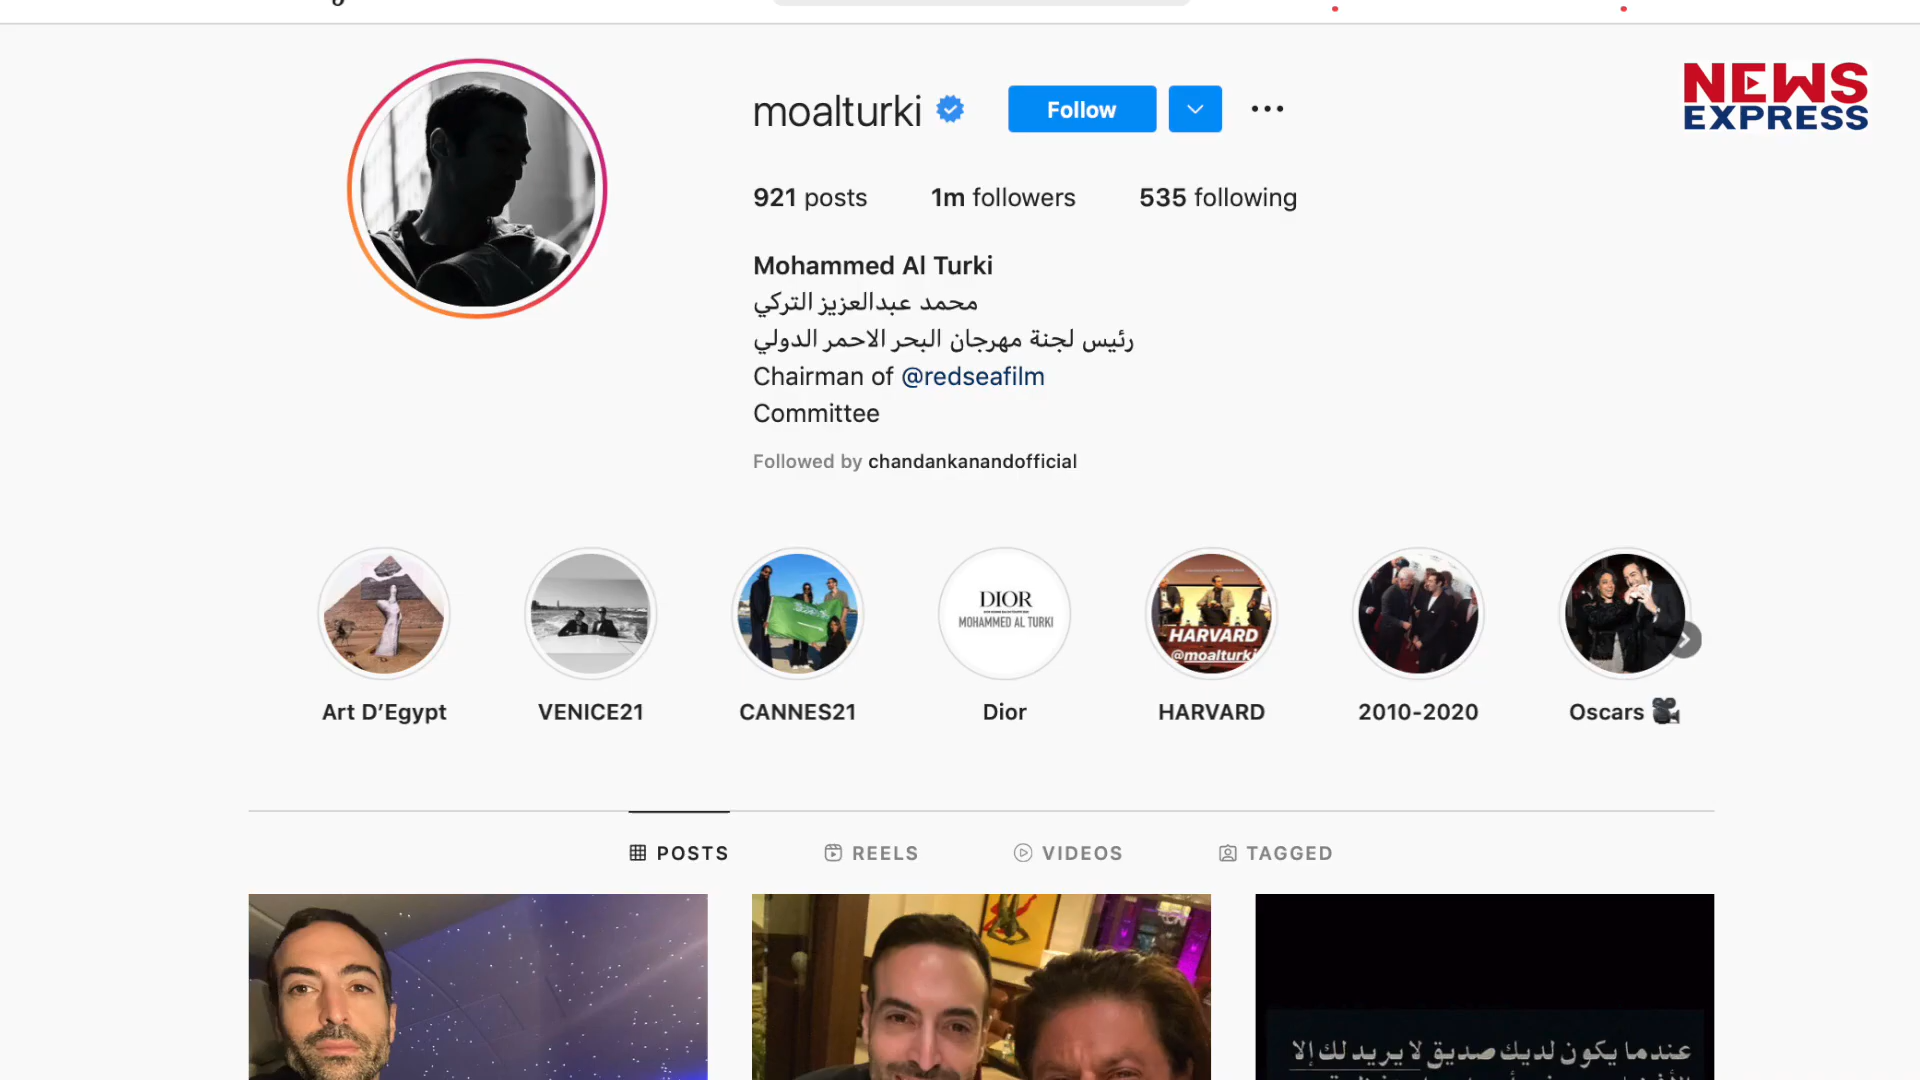 NEWS
EXPRESS
moalturki
Follow
921 posts 1m followers 535 following
Mohammed Al Turki
محمد عبدالعزيز التركي
رئيس لجنة مهرجان البحر الاحمر الدولي
Chairman of @redseafilm
Committee
Followed by chandankanandofficial
DIOR
MOHAMMED AL TURKI
HARVARD
@moalturki
Art D’Egypt VENICE21 CANNES21 Dior HARVARD 2010-2020 Oscars
POSTS REELS VIDEOS TAGGED
عندما يكون لديك صديق لا يريد لك إلا